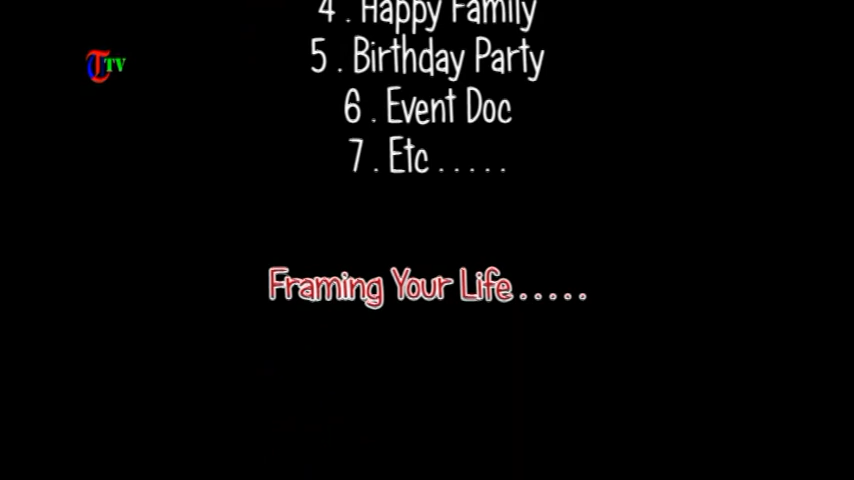 4 . Happy Family
TTV
5 . Birthday Party
6 . Event Doc
7 . Etc . . . . .
Framing Your Life . . . . .